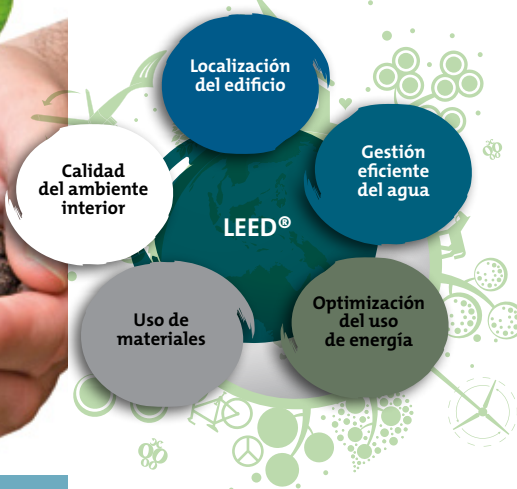 Localización
del edificio
Gestión
eficiente
del agua
Calidad
del ambiente
interior
LEED®
Optimización
del uso
de energía
Uso de
materiales